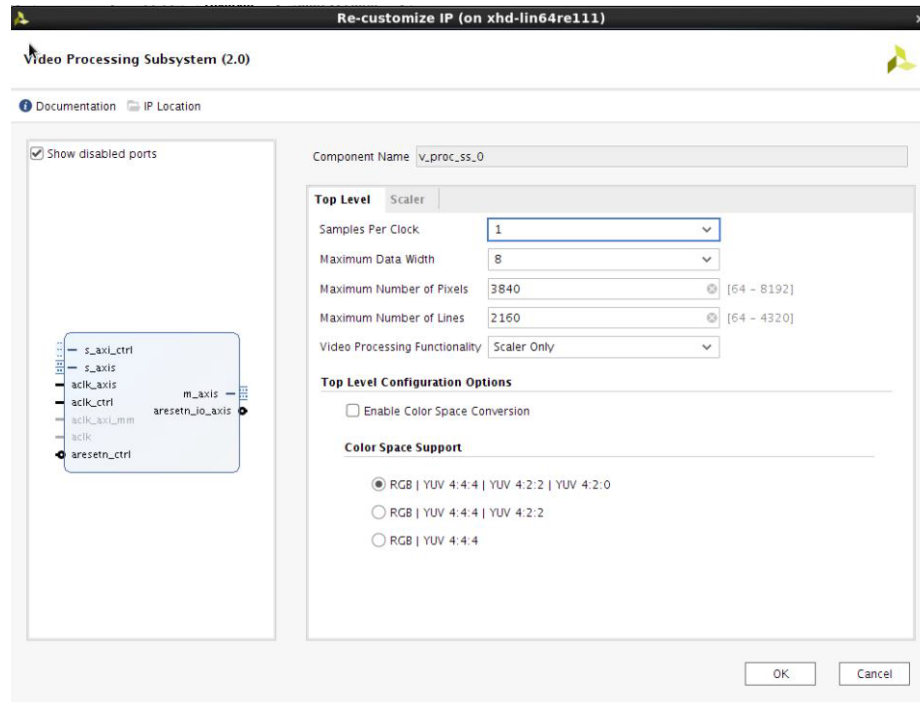 Re-customize IP (on xhd-lin64re111)
Video Processing Subsystem (2.0)
Documentation IP Location
Show disabled ports
s_axi_ctrl
s_axis
aclk_axis
aclk_ctrl
aclk_axi_mm
aclk
aresetn_ctrl
m_axis
aresetn_io_axis
Component Name v_proc_ss_0
Top Level Scaler
Samples Per Clock 1
Maximum Data Width 8
Maximum Number of Pixels 3840 [64 - 8192]
Maximum Number of Lines 2160 [64 - 4320]
Video Processing Functionality Scaler Only
Top Level Configuration Options
Enable Color Space Conversion
Color Space Support
RGB | YUV 4:4:4 | YUV 4:2:2 | YUV 4:2:0
RGB | YUV 4:4:4 | YUV 4:2:2
RGB | YUV 4:4:4
OK Cancel